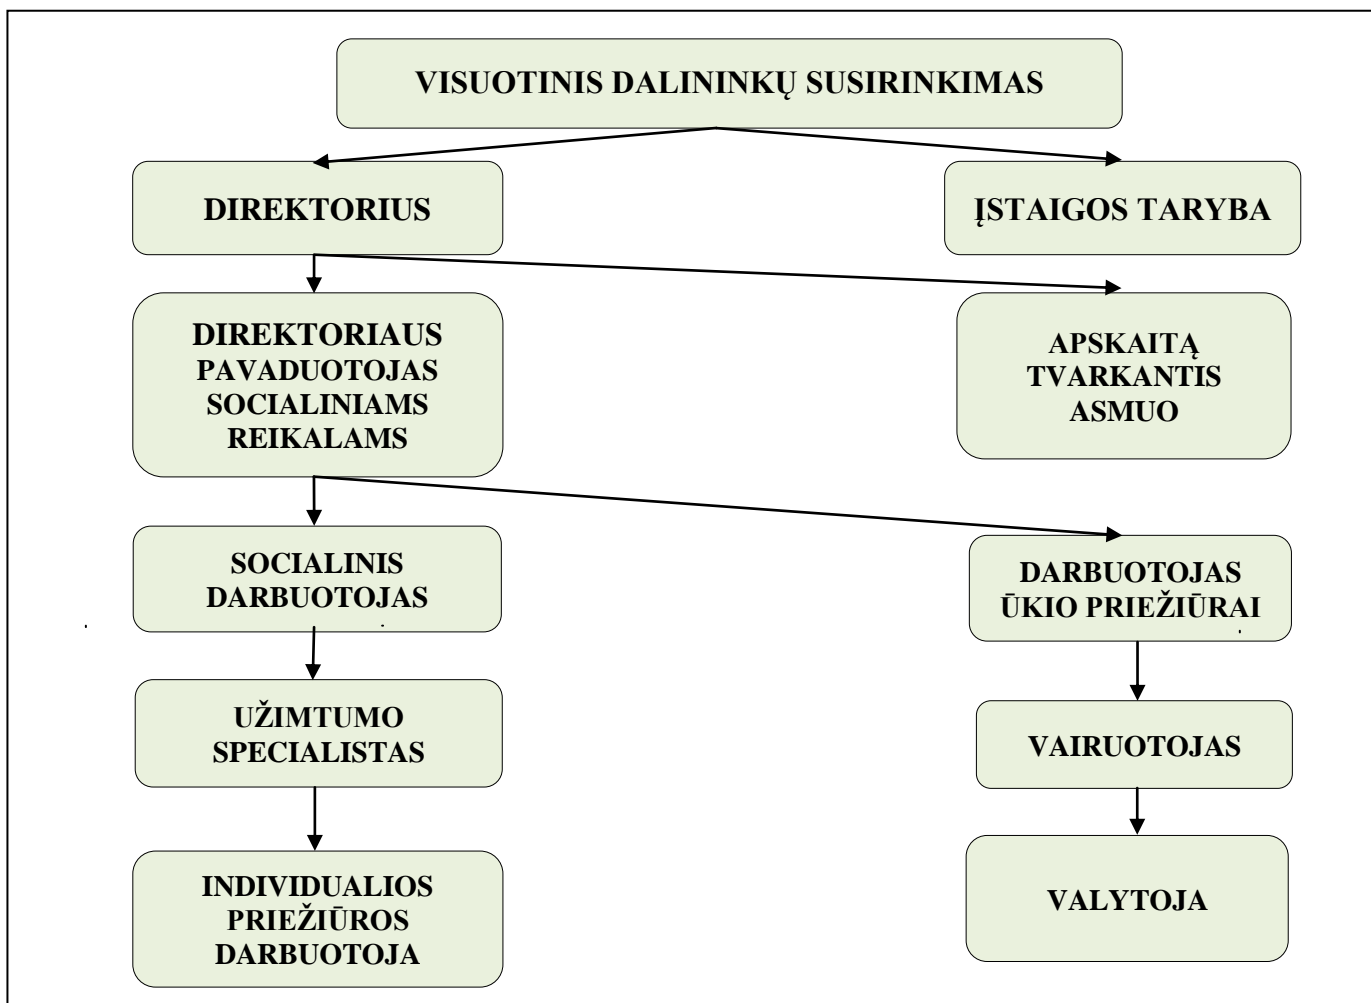 VISUOTINIS DALININKŲ SUSIRINKIMAS
DIREKTORIUS
ĮSTAIGOS TARYBA
DIREKTORIAUS
PAVADUOTOJAS
SOCIALINIAMS
REIKALAMS
APSKAITĄ
TVARKANTIS
ASMUO
SOCIALINIS
DARBUOTOJAS
DARBUOTOJAS
ŪKIO PRIEŽIŪRAI
UŽIMTUMO
SPECIALISTAS
VAIRUOTOJAS
INDIVIDUALIOS
PRIEŽIŪROS
DARBUOTOJA
VALYTOJA